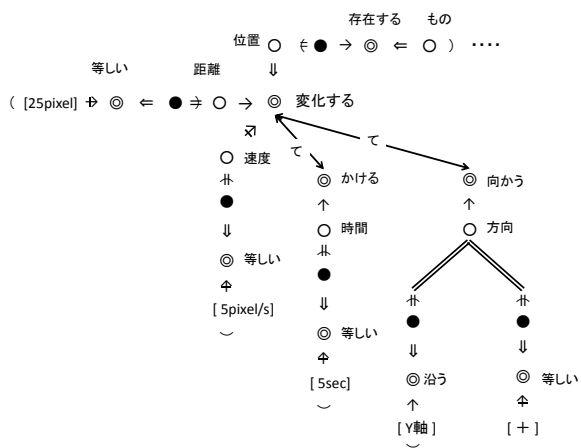 存在する もの
位置
・・・・
等しい 距離
( [25pixel] 変化する
て て
速度 かける 向かう
時間 方向
等しい
[ 5pixel/s]
等しい 沿う 等しい
[ 5sec] [ Y軸 ] [ + ]